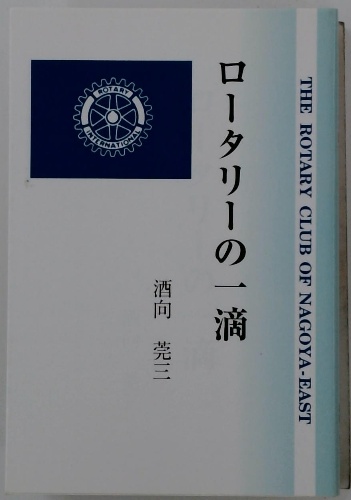 ロータリーの一滴
酒向 莞三
THE ROTARY CLUB OF NAGOYA-EAST
ROTARY
INTERNATIONAL